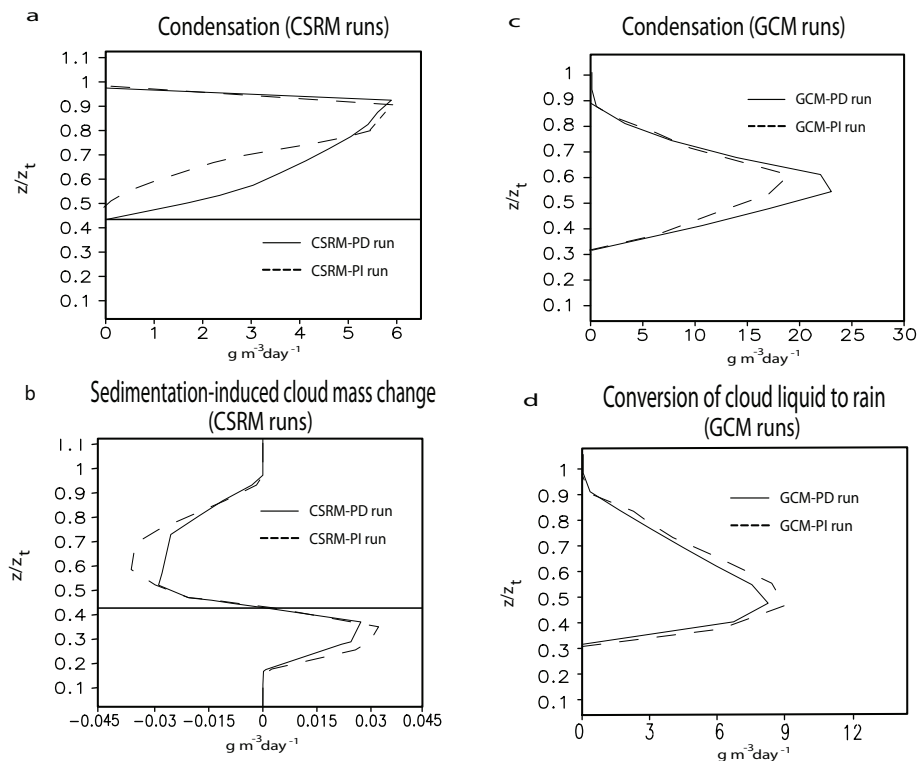 a
Condensation (CSRM runs)
1
0.9
0.8
0.7
0.6
0.5
0.4
0.3
0.2
0.1
z/z_t
CSRM-PD run
CSRM-PI run
0 1 2 3 4 5 6
g m⁻³day⁻¹
c
Condensation (GCM runs)
1
0.9
0.8
0.7
0.6
0.5
0.4
0.3
0.2
0.1
z/z_t
GCM-PD run
GCM-PI run
0 5 10 15 20 25 30
g m⁻³day⁻¹
b
Sedimentation-induced cloud mass change
(CSRM runs)
1.1
1
0.9
0.8
0.7
0.6
0.5
0.4
0.3
0.2
0.1
z/z_t
CSRM-PD run
CSRM-PI run
−0.045 −0.03 −0.015 0 0.015 0.03 0.045
g m⁻³day⁻¹
d
Conversion of cloud liquid to rain
(GCM runs)
1
0.9
0.8
0.7
0.6
0.5
0.4
0.3
0.2
0.1
z/z_t
GCM-PD run
GCM-PI run
0 3 6 9 12
g m⁻³day⁻¹